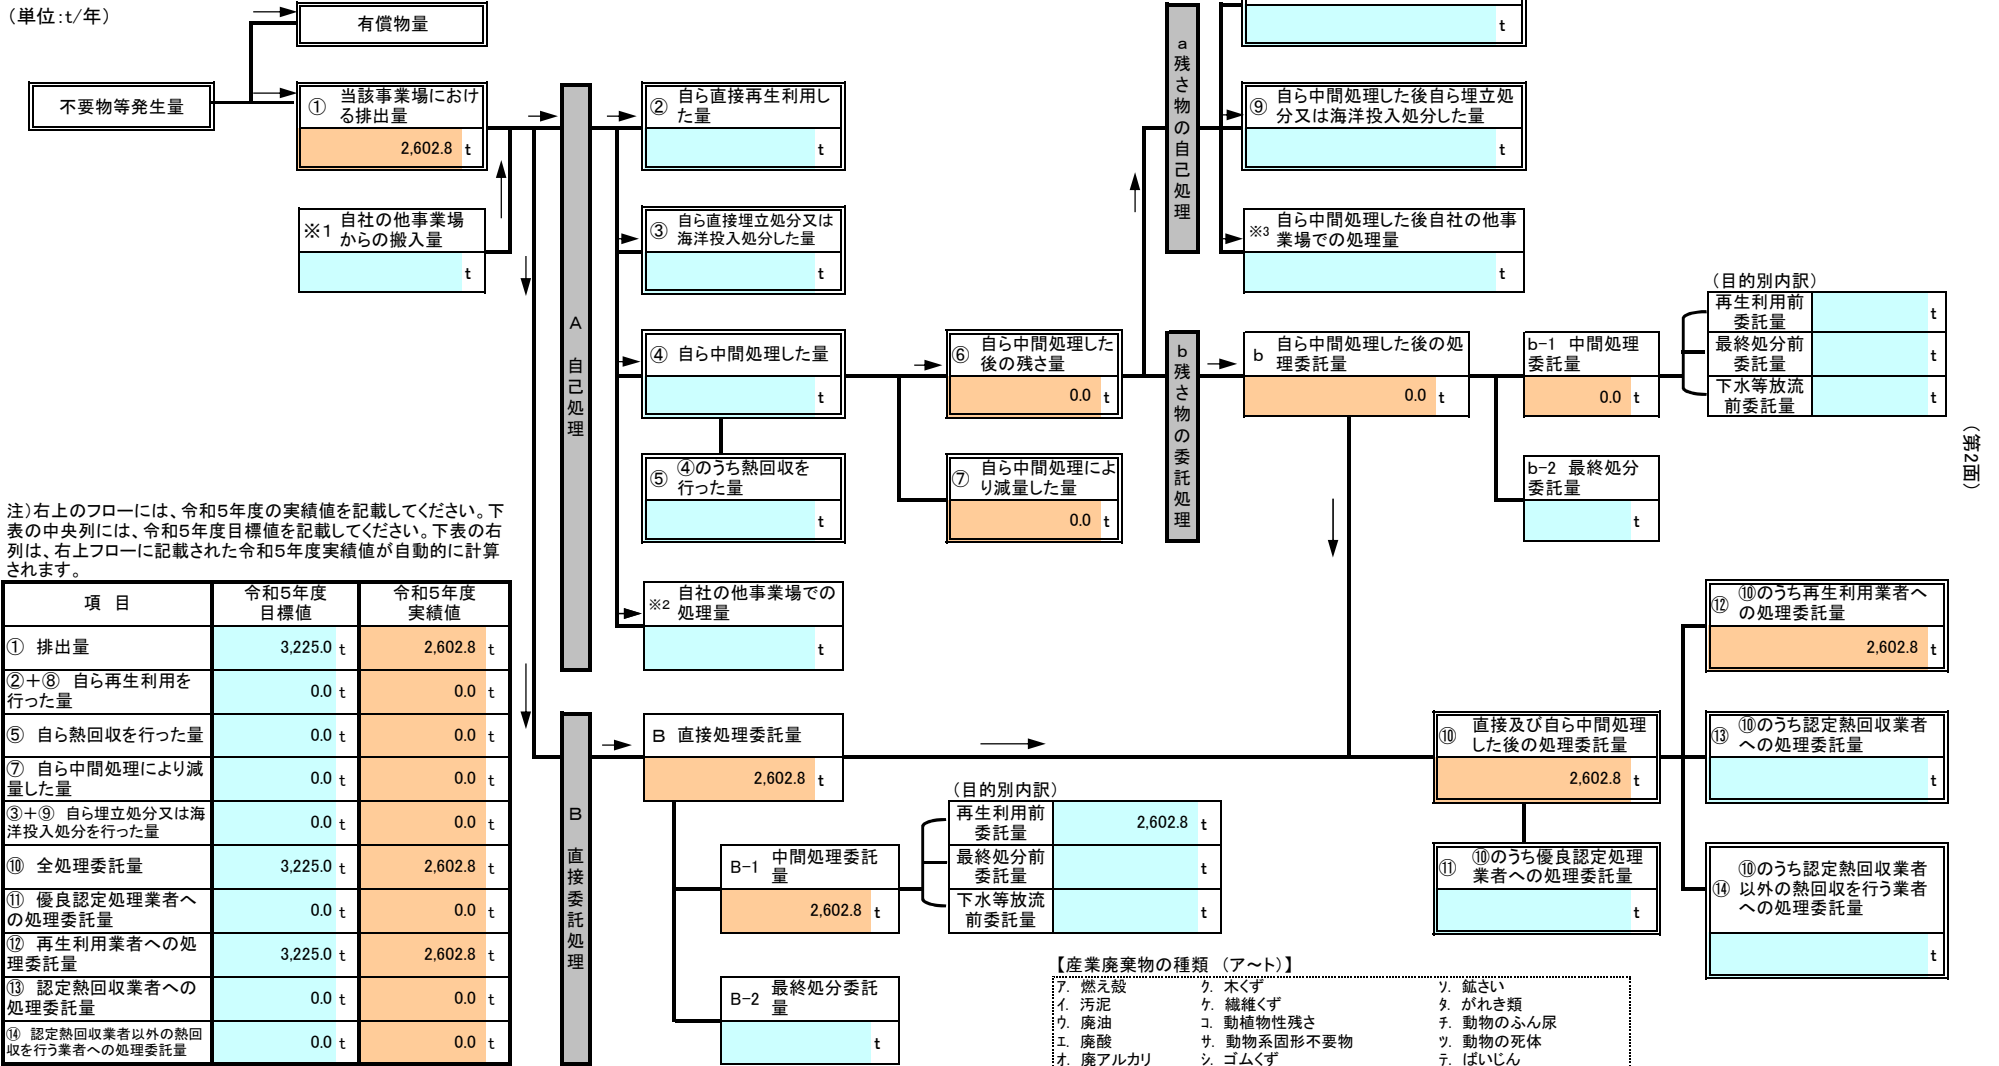 （単位：t/年）
有償物量
不要物等発生量
① 当該事業場におけ
る排出量
2,602.8 t
※1 自社の他事業場
からの搬入量
t
A 自己処理
② 自ら直接再生利用し
た量
t
③ 自ら直接埋立処分又は
海洋投入処分した量
t
④ 自ら中間処理した量
t
⑤ ④のうち熱回収を
行った量
t
※2 自社の他事業場での
処理量
t
⑥ 自ら中間処理した
後の残さ量
0.0 t
⑦ 自ら中間処理によ
り減量した量
0.0 t
a 残さ物の自己処理
t
⑨ 自ら中間処理した後自ら埋立処
分又は海洋投入処分した量
t
※3 自ら中間処理した後自社の他事
業場での処理量
t
b 残さ物の委託処理
b 自ら中間処理した後の処
理委託量
0.0 t
b-1 中間処理
委託量
0.0 t
b-2 最終処分
委託量
t
（目的別内訳）
再生利用前
委託量
t
最終処分前
委託量
t
下水等放流
前委託量
t
（第2面）
注）右上のフローには、令和5年度の実績値を記載してください。下
表の中央列には、令和5年度目標値を記載してください。下表の右
列は、右上フローに記載された令和5年度実績値が自動的に計算
されます。
項 目 令和5年度
目標値 令和5年度
実績値
① 排出量 3,225.0 t 2,602.8 t
②＋⑧ 自ら再生利用を
行った量 0.0 t 0.0 t
⑤ 自ら熱回収を行った量 0.0 t 0.0 t
⑦ 自ら中間処理により減
量した量 0.0 t 0.0 t
③＋⑨ 自ら埋立処分又は海
洋投入処分を行った量 0.0 t 0.0 t
⑩ 全処理委託量 3,225.0 t 2,602.8 t
⑪ 優良認定処理業者へ
の処理委託量 0.0 t 0.0 t
⑫ 再生利用業者への処
理委託量 3,225.0 t 2,602.8 t
⑬ 認定熱回収業者への
処理委託量 0.0 t 0.0 t
⑭ 認定熱回収業者以外の熱回
収を行う業者への処理委託量 0.0 t 0.0 t
B 直接委託処理
B 直接処理委託量
2,602.8 t
B-1 中間処理委託
量
2,602.8 t
B-2 最終処分委託
量
t
（目的別内訳）
再生利用前
委託量
2,602.8 t
最終処分前
委託量
t
下水等放流
前委託量
t
⑩ 直接及び自ら中間処理
した後の処理委託量
2,602.8 t
⑪ ⑩のうち優良認定処理
業者への処理委託量
t
⑫ ⑩のうち再生利用業者へ
の処理委託量
2,602.8 t
⑬ ⑩のうち認定熱回収業者
への処理委託量
t
⑭ ⑩のうち認定熱回収業者
以外の熱回収を行う業者
への処理委託量
t
【産業廃棄物の種類 （ア～ト）】
ア. 燃え殻 ク. 木くず ソ. 鉱さい
イ. 汚泥 ケ. 繊維くず タ. がれき類
ウ. 廃油 コ. 動植物性残さ チ. 動物のふん尿
エ. 廃酸 サ. 動物系固形不要物 ツ. 動物の死体
オ. 廃アルカリ シ. ゴムくず テ. ばいじん